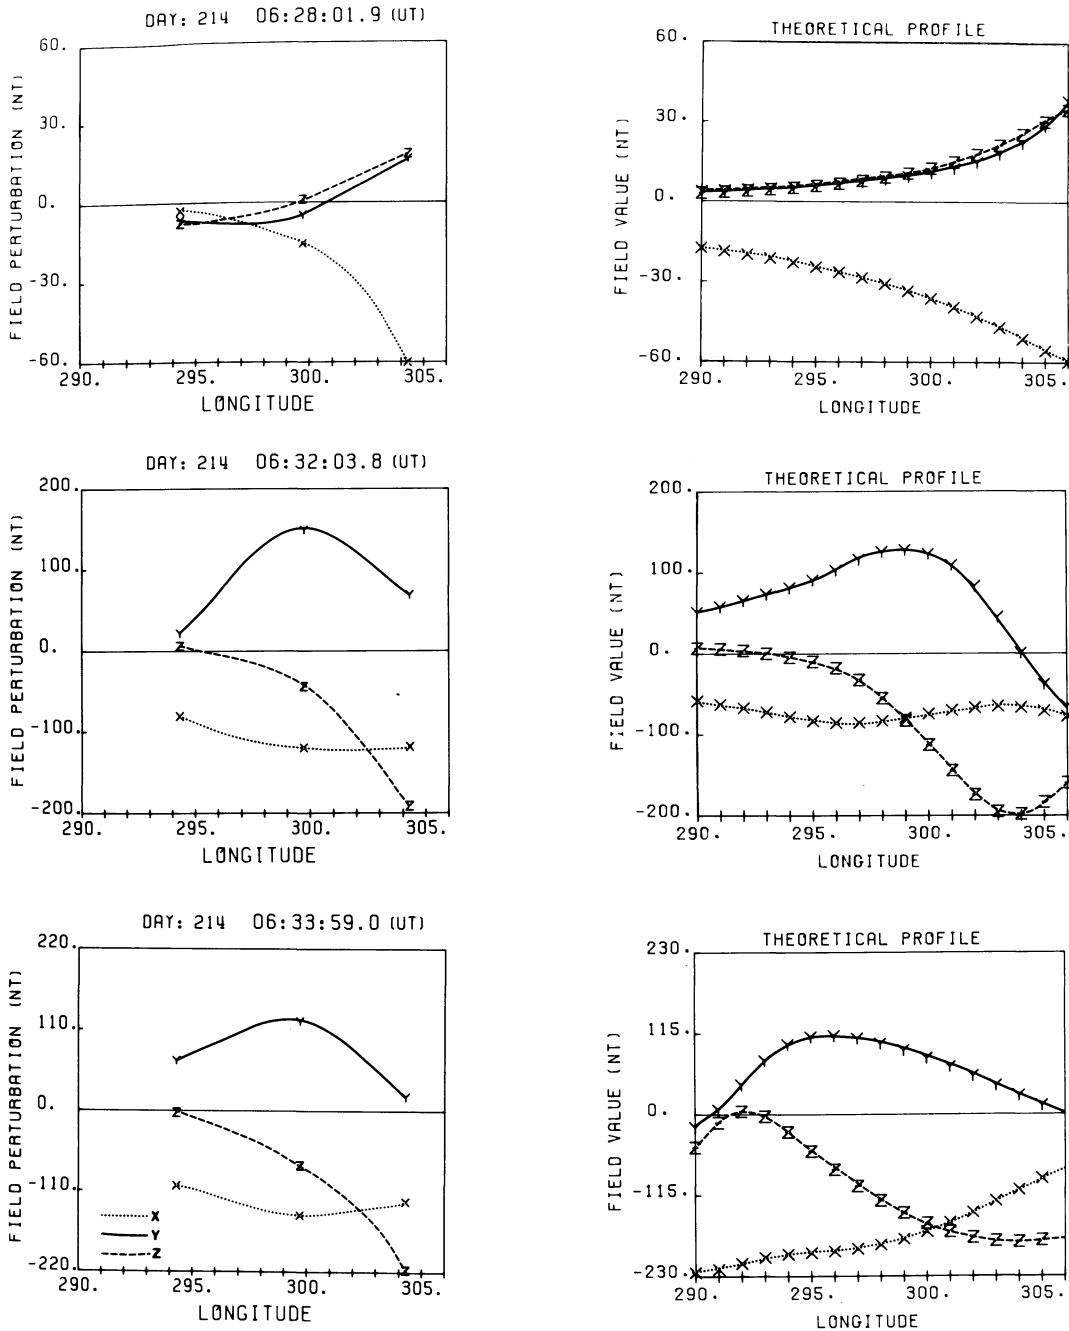 DAY: 214 06:28:01.9 (UT)
60.
30.
0.
-30.
-60.
FIELD PERTURBATION (NT)
290. 295. 300. 305.
LONGITUDE
X
Y
Z
THEORETICAL PROFILE
60.
30.
0.
-30.
-60.
FIELD VALUE (NT)
290. 295. 300. 305.
LONGITUDE
DAY: 214 06:32:03.8 (UT)
200.
100.
0.
-100.
-200.
FIELD PERTURBATION (NT)
290. 295. 300. 305.
LONGITUDE
THEORETICAL PROFILE
200.
100.
0.
-100.
-200.
FIELD VALUE (NT)
290. 295. 300. 305.
LONGITUDE
DAY: 214 06:33:59.0 (UT)
220.
110.
0.
-110.
-220.
FIELD PERTURBATION (NT)
X
Y
Z
290. 295. 300. 305.
LONGITUDE
THEORETICAL PROFILE
230.
115.
0.
-115.
-230.
FIELD VALUE (NT)
290. 295. 300. 305.
LONGITUDE